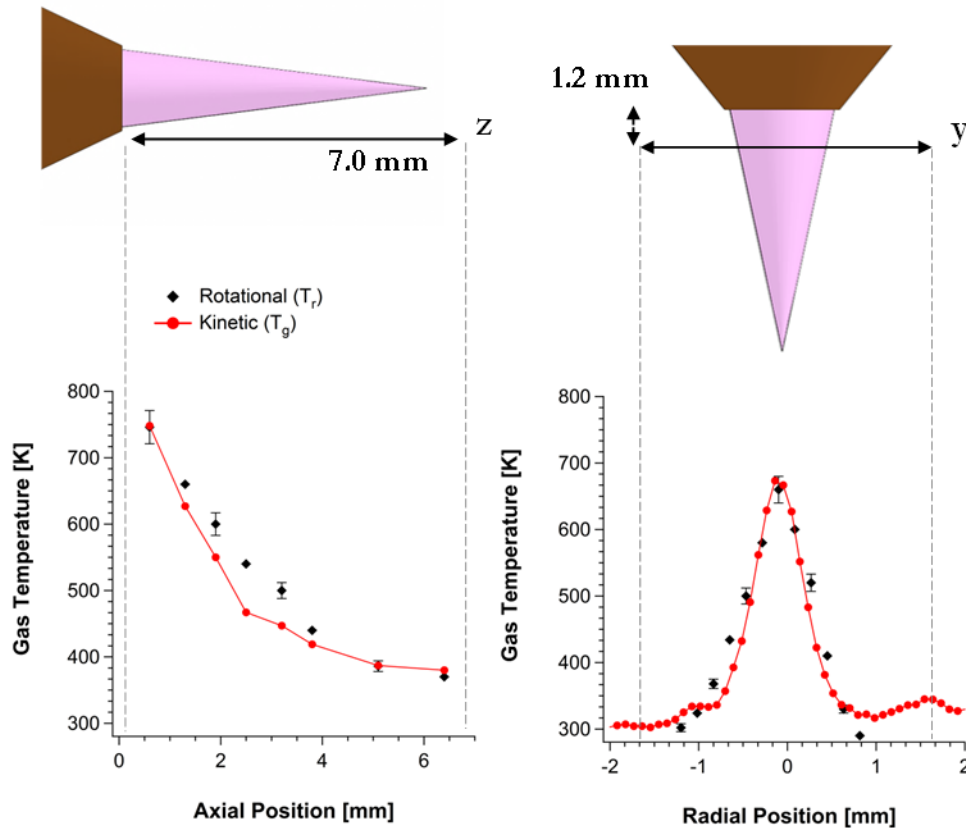 z
7.0 mm
1.2 mm
y
Rotational (Tr)
Kinetic (Tg)
800
700
600
500
400
300
Gas Temperature [K]
0
2
4
6
Axial Position [mm]
800
700
600
500
400
300
Gas Temperature [K]
-2
-1
0
1
2
Radial Position [mm]